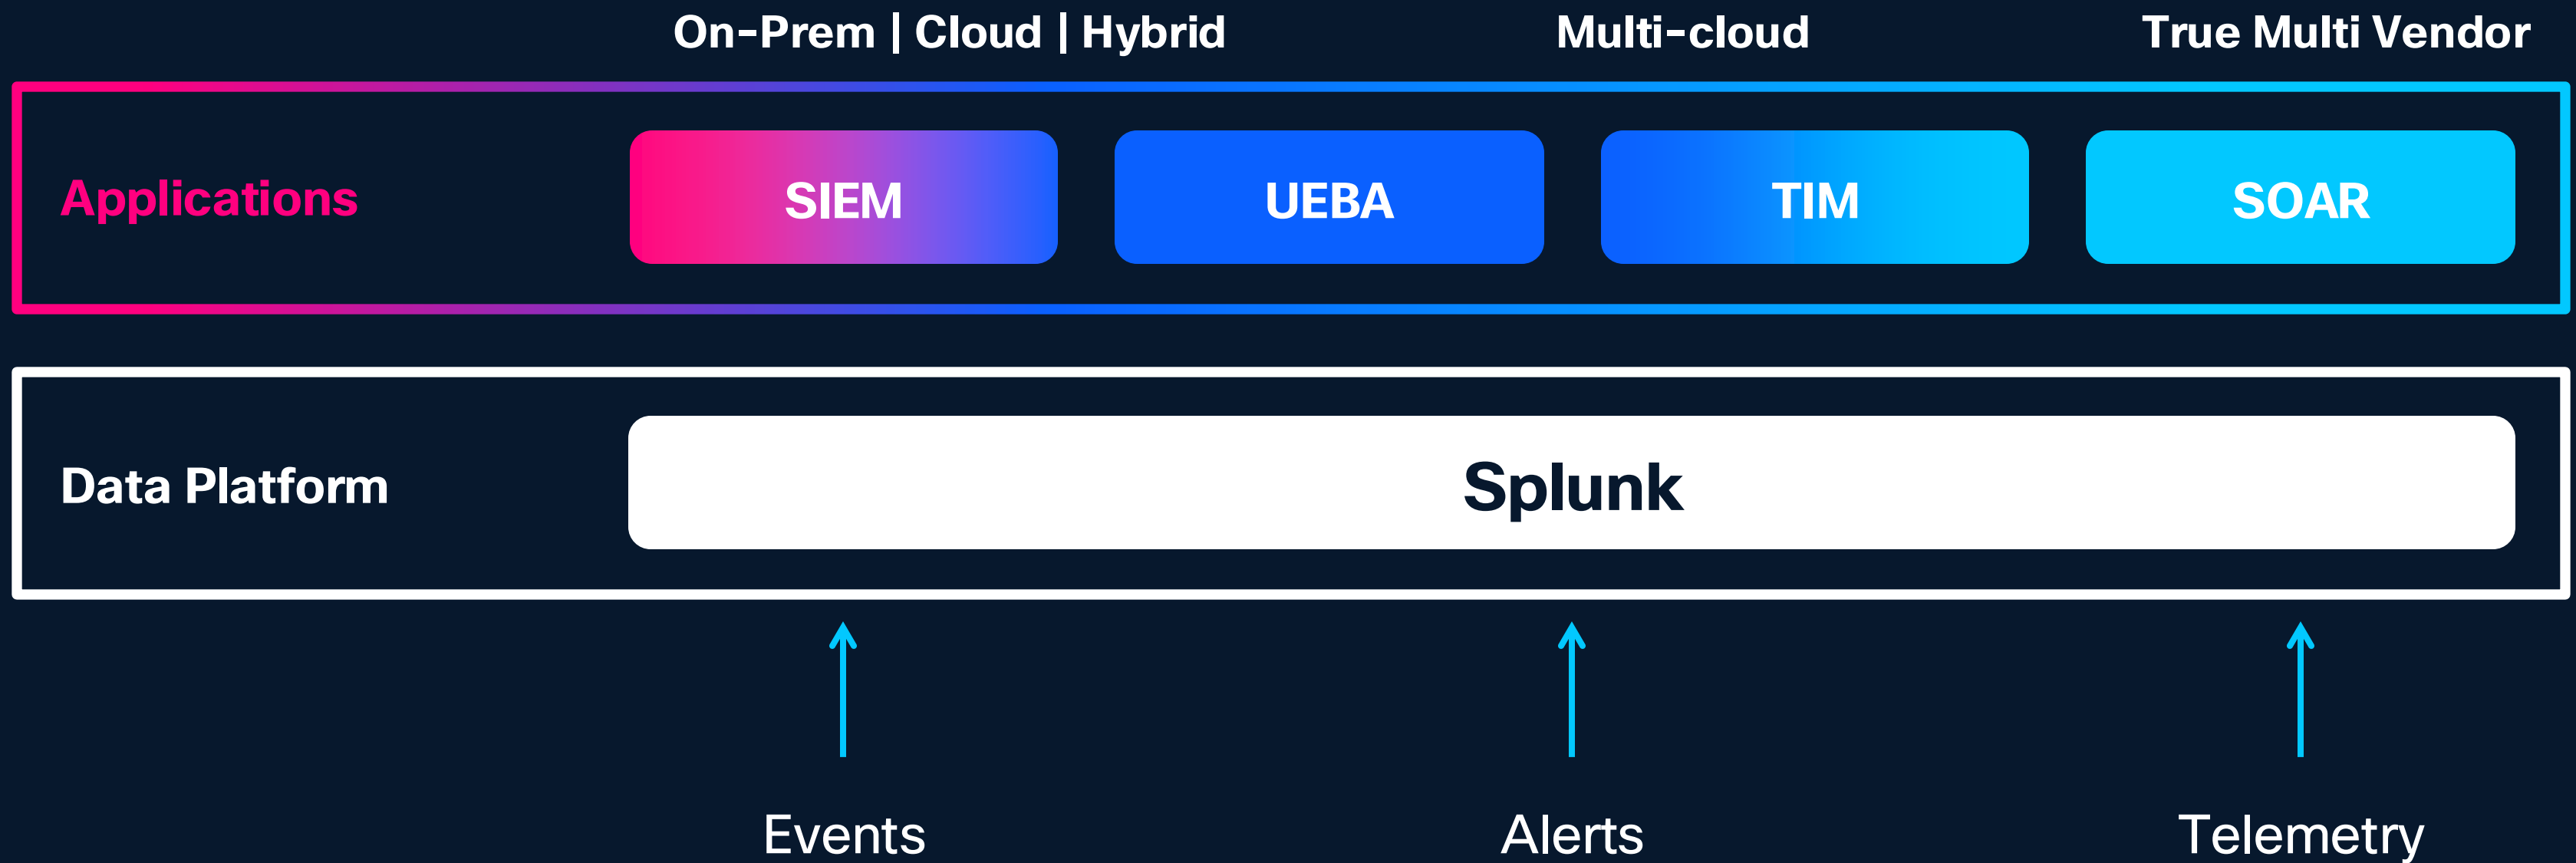 On-Prem | Cloud | Hybrid
Multi-cloud
True Multi Vendor
Applications
SIEM
UEBA
TIM
SOAR
Data Platform
Splunk
Events
Alerts
Telemetry